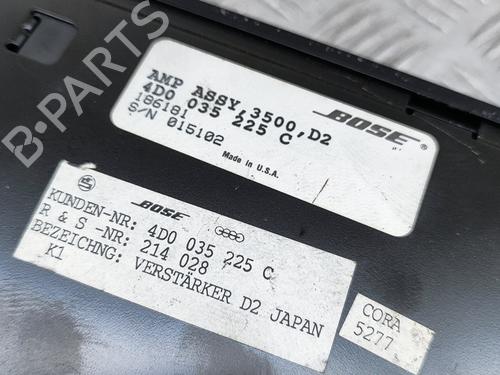 AMP ASSY,3500,D2
4D0 035 225 C
186181
S/N 015102
BOSE®
Made in U.S.A.
BOSE
KUNDEN-NR: 4D0 035 225 C
R & S -NR: 214 028
BEZEICHNG: VERSTÄRKER D2 JAPAN
K1
CORA
5277
B-Parts